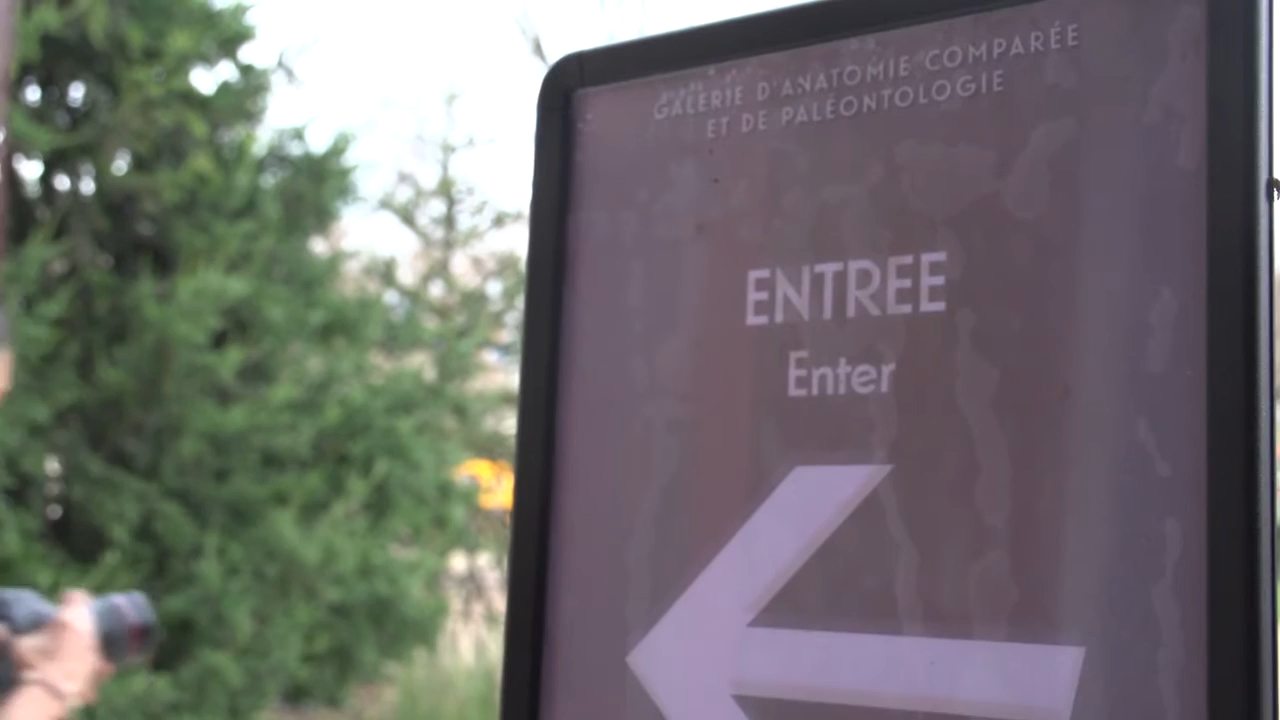 GALERIE D'ANATOMIE COMPARÉE
ET DE PALÉONTOLOGIE
ENTREE
Enter